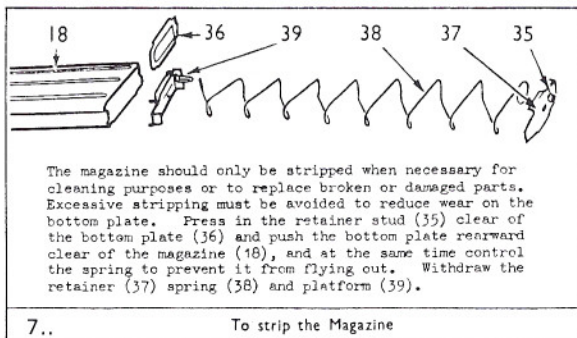 18 36 39 38 37 35
The magazine should only be stripped when necessary for
cleaning purposes or to replace broken or damaged parts.
Excessive stripping must be avoided to reduce wear on the
bottom plate. Press in the retainer stud (35) clear of
the bottom plate (36) and push the bottom plate rearward
clear of the magazine (18), and at the same time control
the spring to prevent it from flying out. Withdraw the
retainer (37) spring (38) and platform (39).
7.. To strip the Magazine